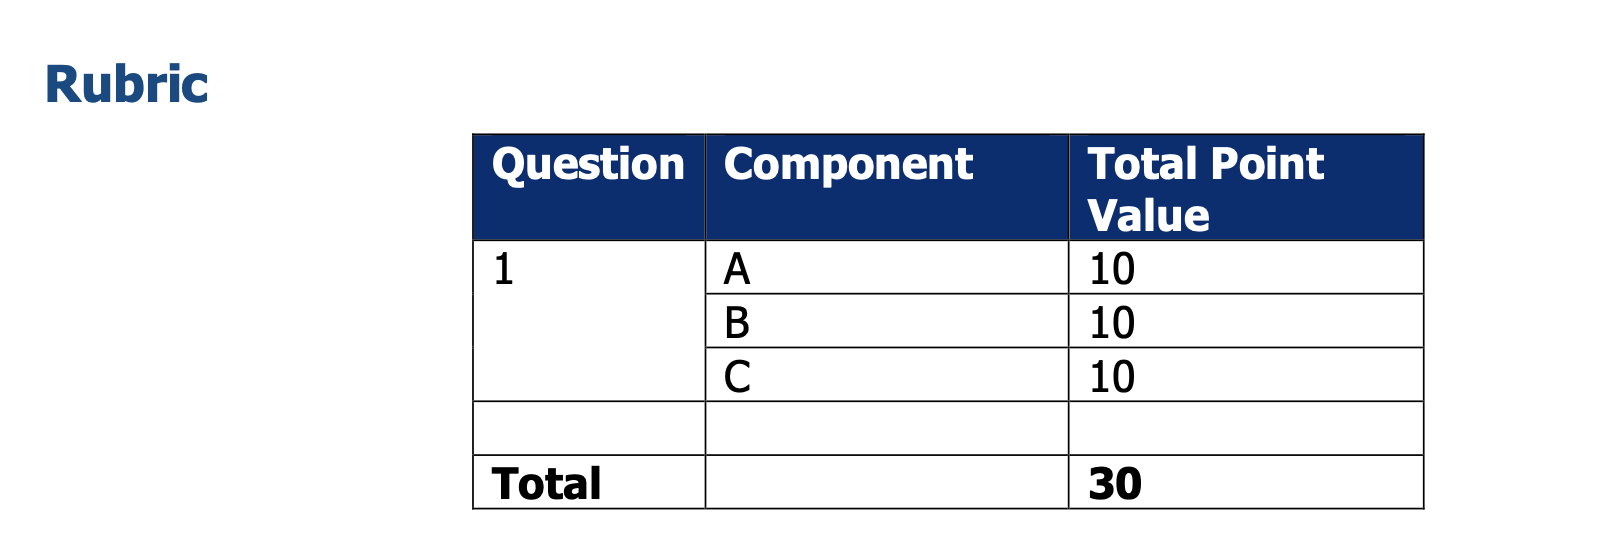 Rubric
Question Component Total Point
Value
1 A 10
B 10
C 10
Total 30